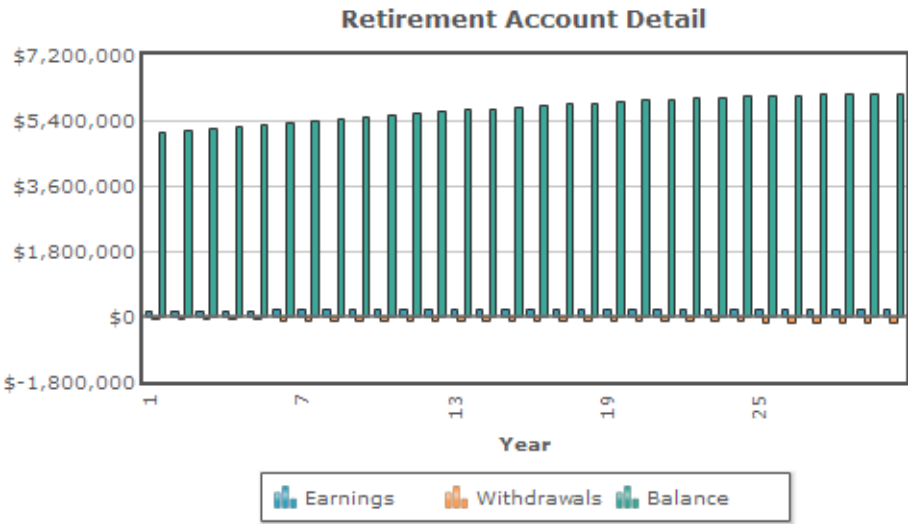 Retirement Account Detail
$7,200,000
$5,400,000
$3,600,000
$1,800,000
$0
$-1,800,000
1 7 13 19 25
Year
Earnings Withdrawals Balance